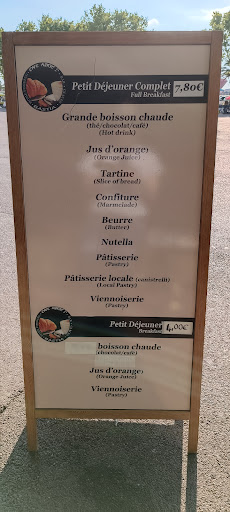 Petit Déjeuner Complet 7,80€
Full Breakfast
Grande boisson chaude
(thé/chocolat/café)
(Hot drink)
Jus d'orange
(Orange Juice)
Tartine
(Slice of bread)
Confiture
(Marmelade)
Beurre
(Butter)
Nutella
Pâtisserie
(Pastry)
Pâtisserie locale (canistrelli)
(Local Pastry)
Viennoiserie
(Pastry)
Petit Déjeuner
Breakfast
boisson chaude
(chocolat/café)
Jus d'orange
(Orange Juice)
Viennoiserie
(Pastry)